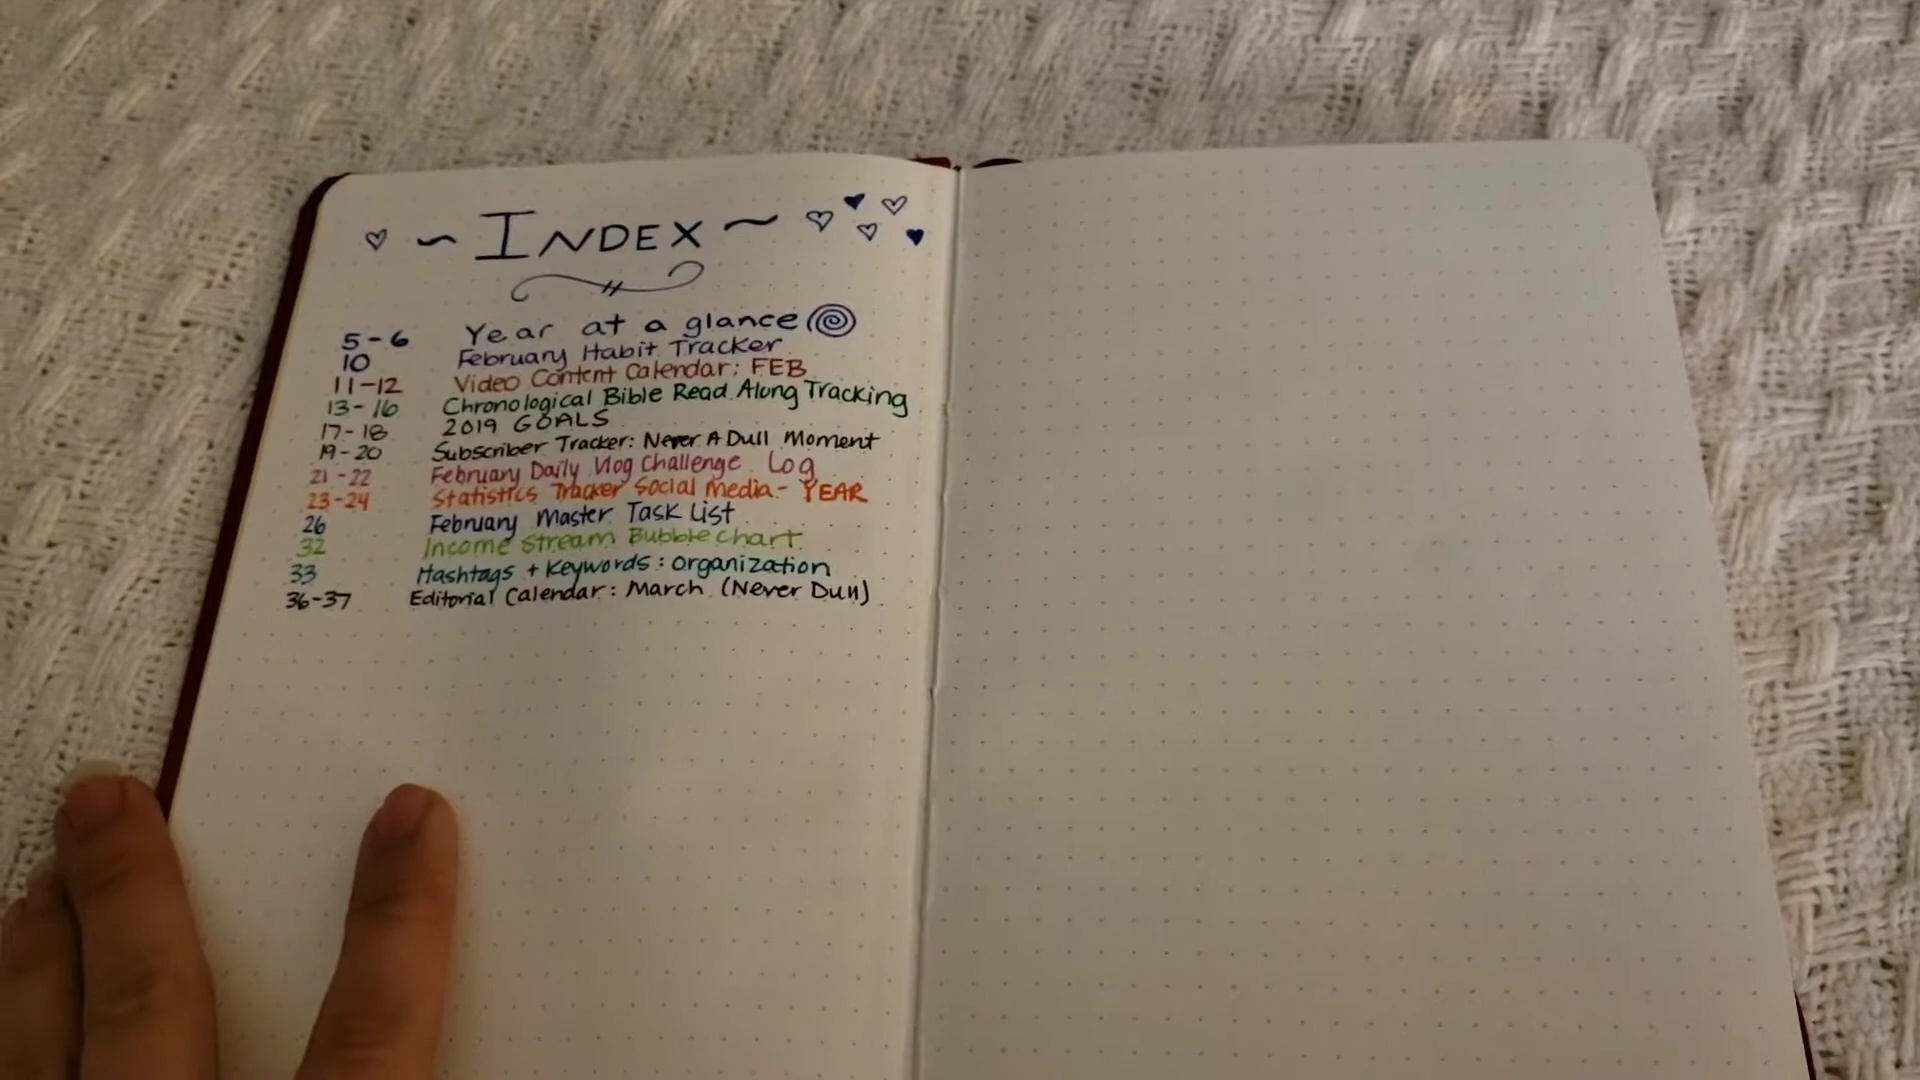 ~ INDEX ~
5-6 Year at a glance
10 February Habit Tracker
11-12 Video Content Calendar: FEB
13-16 Chronological Bible Read Along Tracking
17-18 2019 GOALS
19-20 Subscriber Tracker: Never A Dull Moment
21-22 February Daily Vlog Challenge Log
23-24 Statistics Tracker Social Media - YEAR
26 February Master Task List
32 Income Stream Bubble Chart
33 Hashtags + Keywords: Organization
36-37 Editorial Calendar: March (Never Dull)